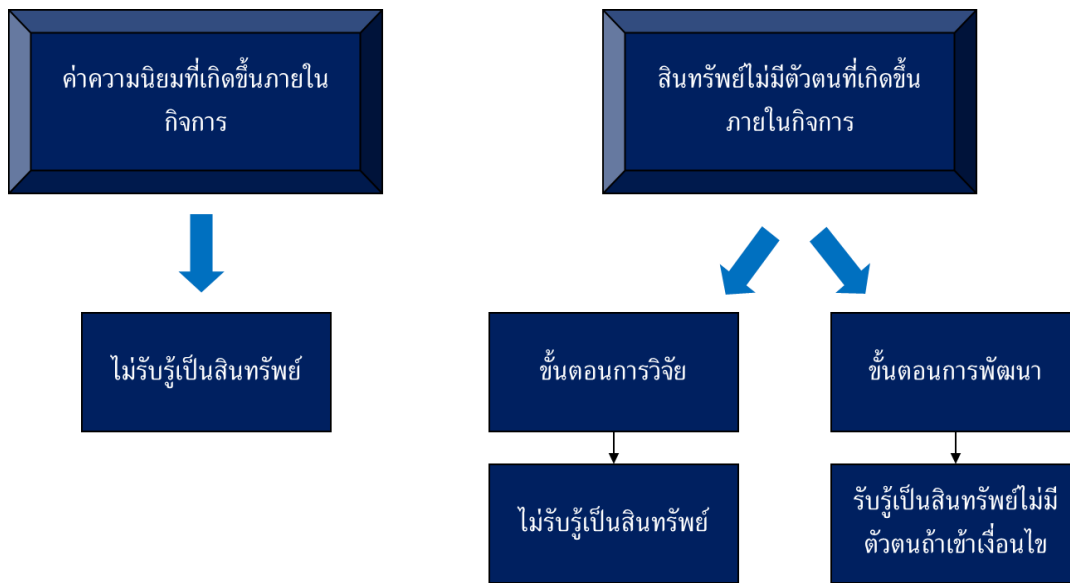 ค่าความนิยมที่เกิดขึ้นภายใน
กิจการ
สินทรัพย์ไม่มีตัวตนที่เกิดขึ้น
ภายในกิจการ
ไม่รับรู้เป็นสินทรัพย์
ขั้นตอนการวิจัย
ขั้นตอนการพัฒนา
ไม่รับรู้เป็นสินทรัพย์
รับรู้เป็นสินทรัพย์ไม่มี
ตัวตนถ้าเข้าเงื่อนไข